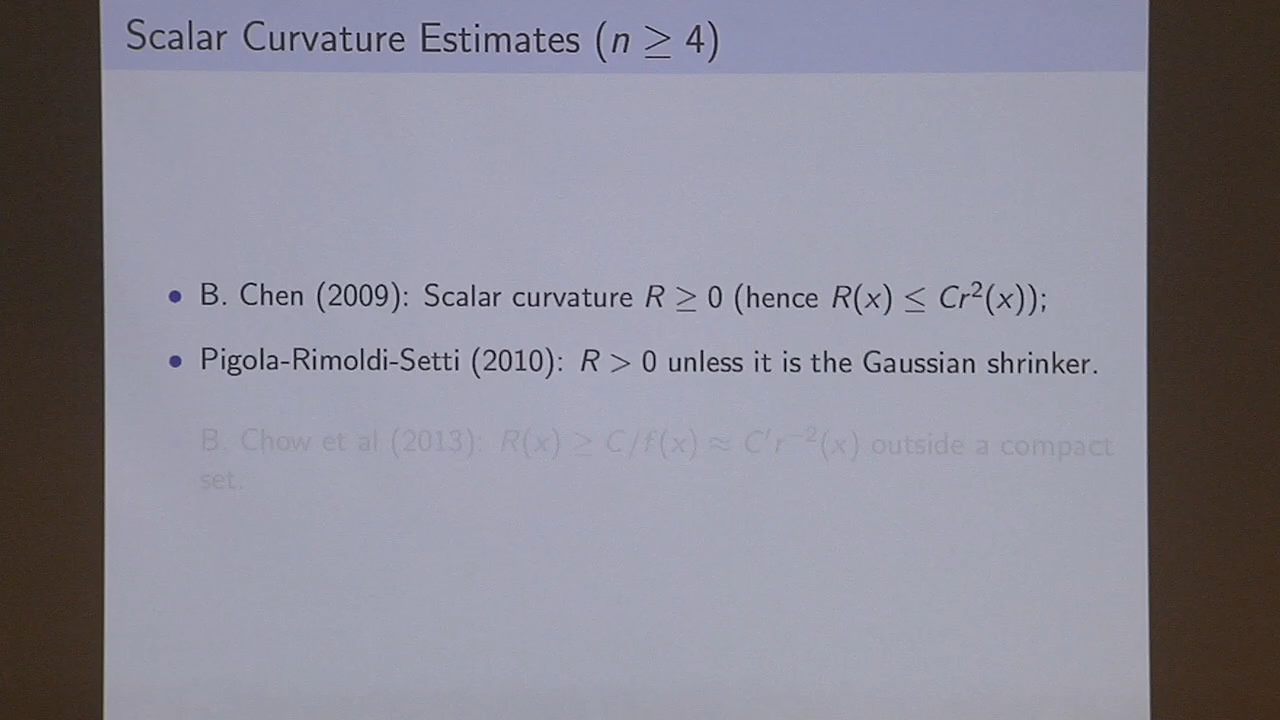 Scalar Curvature Estimates (n ≥ 4)
• B. Chen (2009): Scalar curvature R ≥ 0 (hence R(x) ≤ Cr²(x));
• Pigola-Rimoldi-Setti (2010): R > 0 unless it is the Gaussian shrinker.
B. Chow et al (2013): R(x) ≥ C/f(x) ≈ C′r⁻²(x) outside a compact
set.